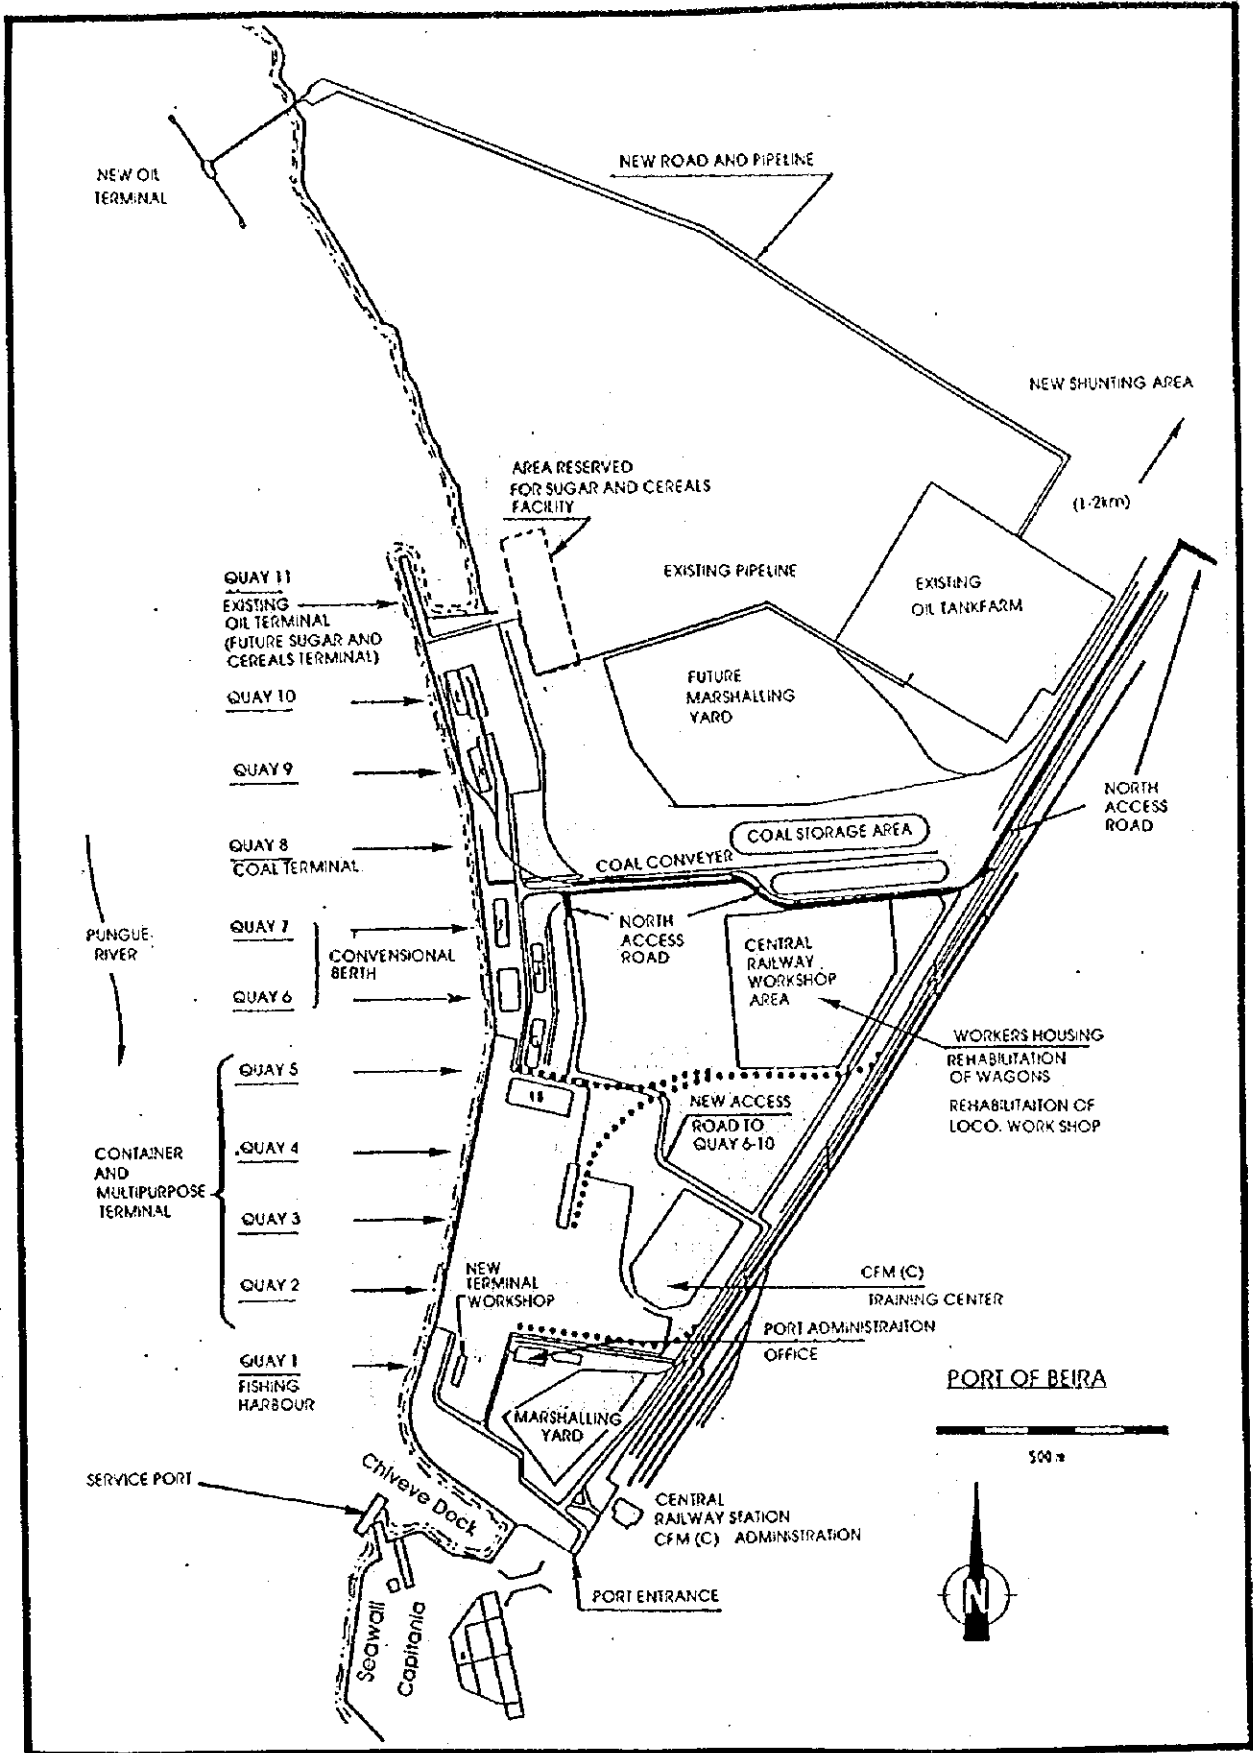 NEW OIL
TERMINAL
NEW ROAD AND PIPELINE
NEW SHUNTING AREA
(1-2km)
AREA RESERVED
FOR SUGAR AND CEREALS
FACILITY
EXISTING PIPELINE
EXISTING
OIL TANKFARM
QUAY 11
EXISTING
OIL TERMINAL
(FUTURE SUGAR AND
CEREALS TERMINAL)
FUTURE
MARSHALLING
YARD
QUAY 10
QUAY 9
NORTH
ACCESS
ROAD
COAL STORAGE AREA
QUAY 8
COAL TERMINAL
COAL CONVEYER
PUNGUE
RIVER
QUAY 7
CONVENSIONAL
BERTH
QUAY 6
NORTH
ACCESS
ROAD
CENTRAL
RAILWAY
WORKSHOP
AREA
WORKERS HOUSING
REHABILITATION
OF WAGONS
REHABILITAITON OF
LOCO. WORK SHOP
QUAY 5
NEW ACCESS
ROAD TO
QUAY 6-10
CONTAINER
AND
MULTIPURPOSE
TERMINAL
QUAY 4
QUAY 3
QUAY 2
NEW
TERMINAL
WORKSHOP
CFM (C)
TRAINING CENTER
PORT ADMINISTRAITON
OFFICE
QUAY 1
FISHING
HARBOUR
MARSHALLING
YARD
PORT OF BEIRA
500 m
SERVICE PORT
Chiveve Dock
CENTRAL
RAILWAY STATION
CFM (C) ADMINISTRATION
PORT ENTRANCE
Seawall
Capitania
N